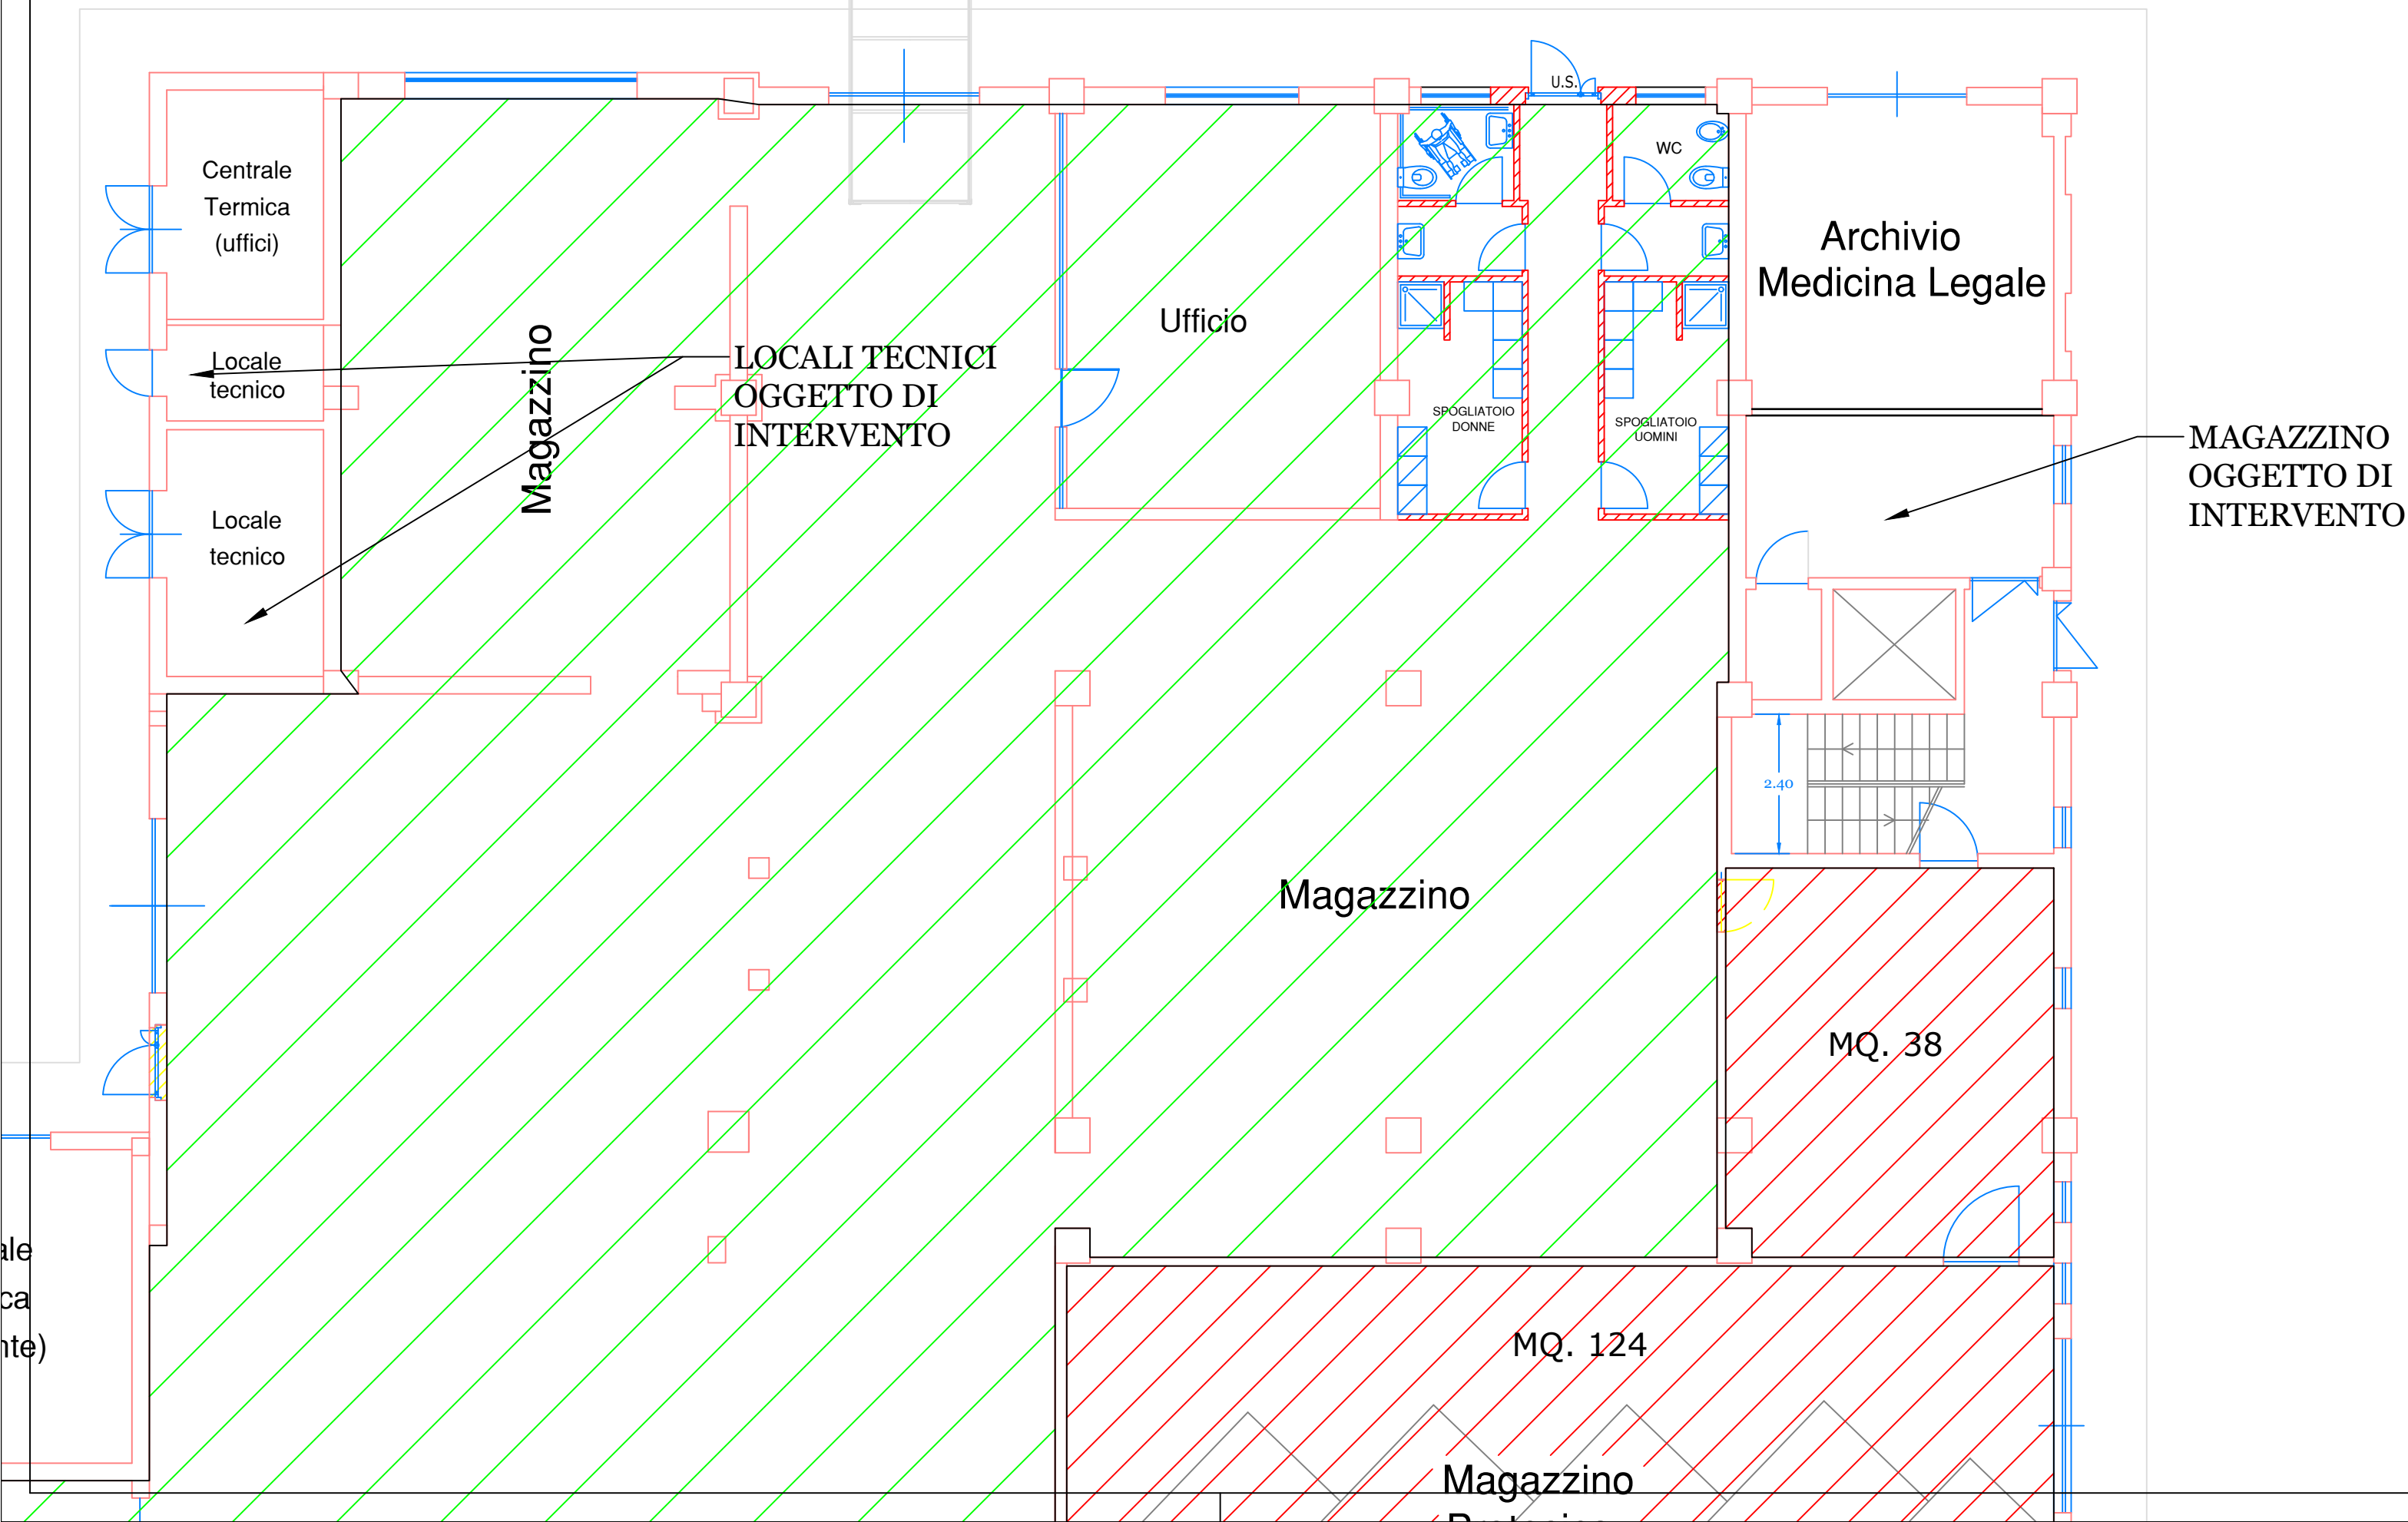 U.S.
WC
Centrale
Termica
(uffici)
Archivio
Medicina Legale
Ufficio
Magazzino
LOCALI TECNICI
OGGETTO DI
INTERVENTO
Locale
tecnico
SPOGLIATOIO
DONNE
SPOGLIATOIO
UOMINI
MAGAZZINO
OGGETTO DI
INTERVENTO
Locale
tecnico
2.40
Magazzino
MQ. 38
MQ. 124
Magazzino